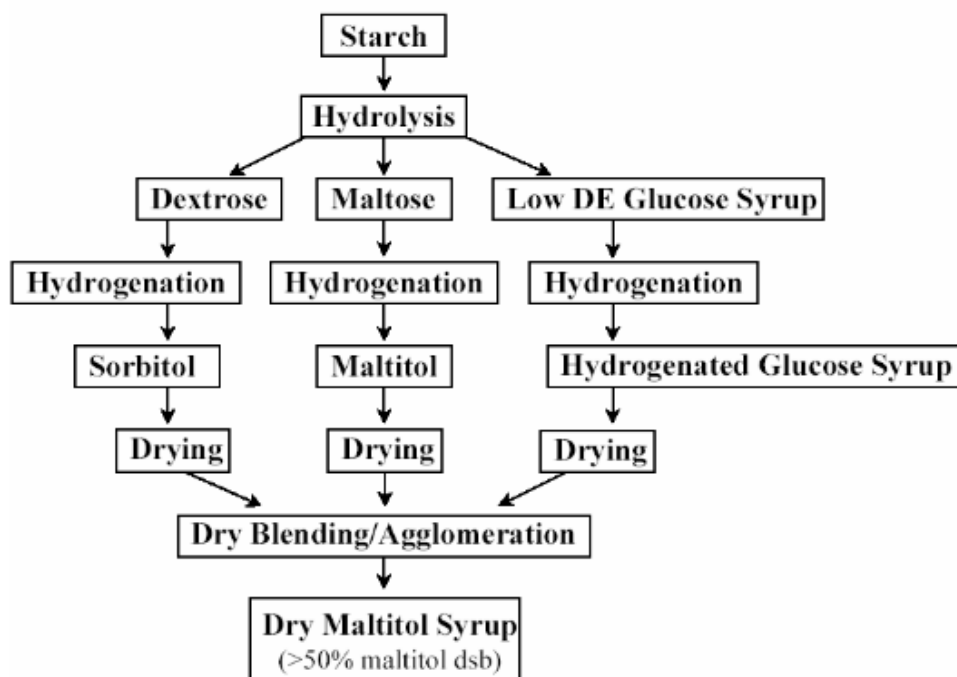 Starch
Hydrolysis
Dextrose
Maltose
Low DE Glucose Syrup
Hydrogenation
Hydrogenation
Hydrogenation
Sorbitol
Maltitol
Hydrogenated Glucose Syrup
Drying
Drying
Drying
Dry Blending/Agglomeration
Dry Maltitol Syrup
(>50% maltitol dsb)